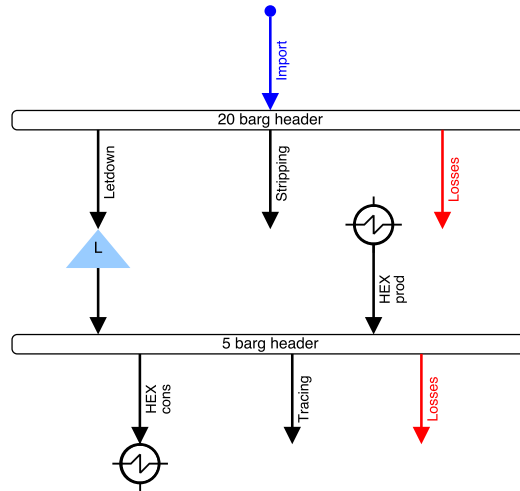 Import
20 barg header
Letdown
Stripping
Losses
L
HEX
prod
5 barg header
HEX
cons
Tracing
Losses